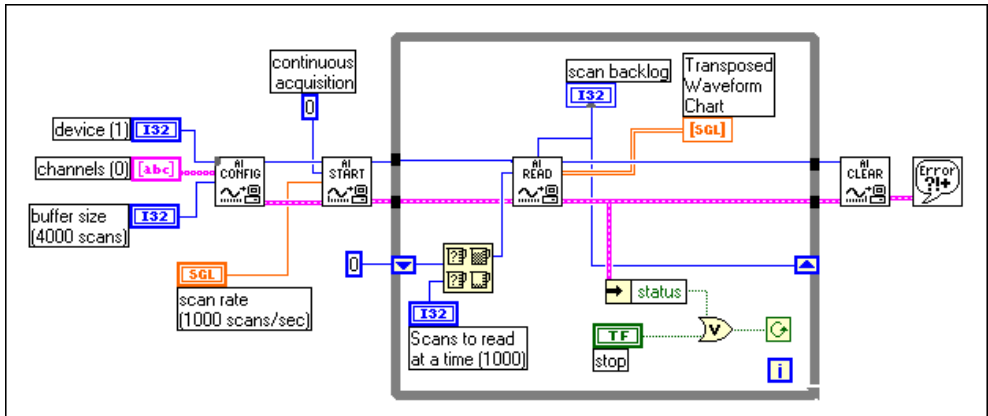 continuous
acquisition
0
device (1)
I32
channels (0)
[abc]
buffer size
(4000 scans)
I32
AI
CONFIG
AI
START
SGL
scan rate
(1000 scans/sec)
scan backlog
I32
Transposed
Waveform
Chart
[SGL]
AI
READ
0
? ?
I32
Scans to read
at a time (1000)
status
TF
stop
V
i
AI
CLEAR
Error
?!+